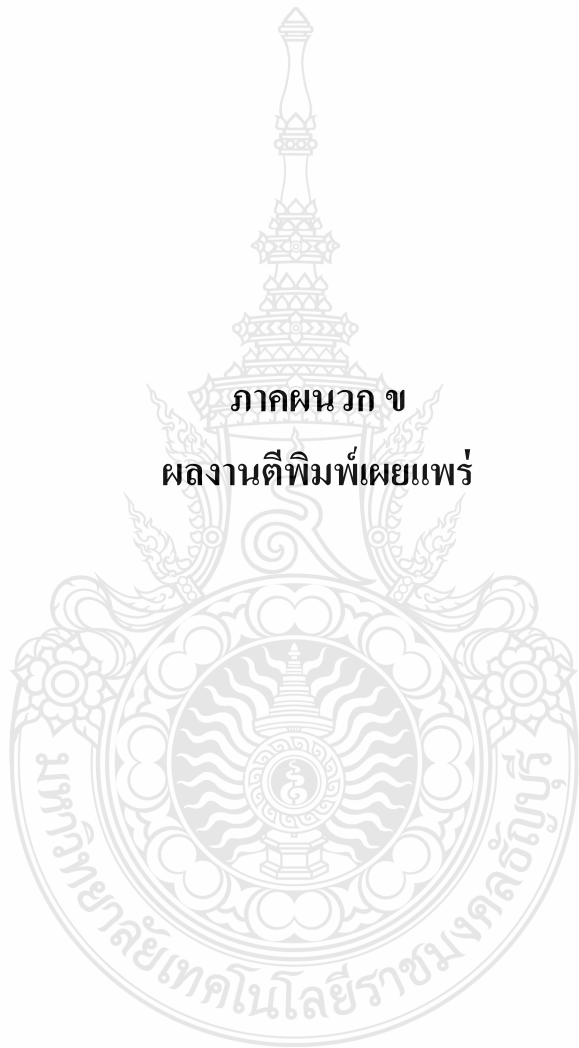 ภาคผนวก ข
ผลงานตีพิมพ์เผยแพร่
มหาวิทยาลัยเทคโนโลยีราชมงคลธัญบุรี